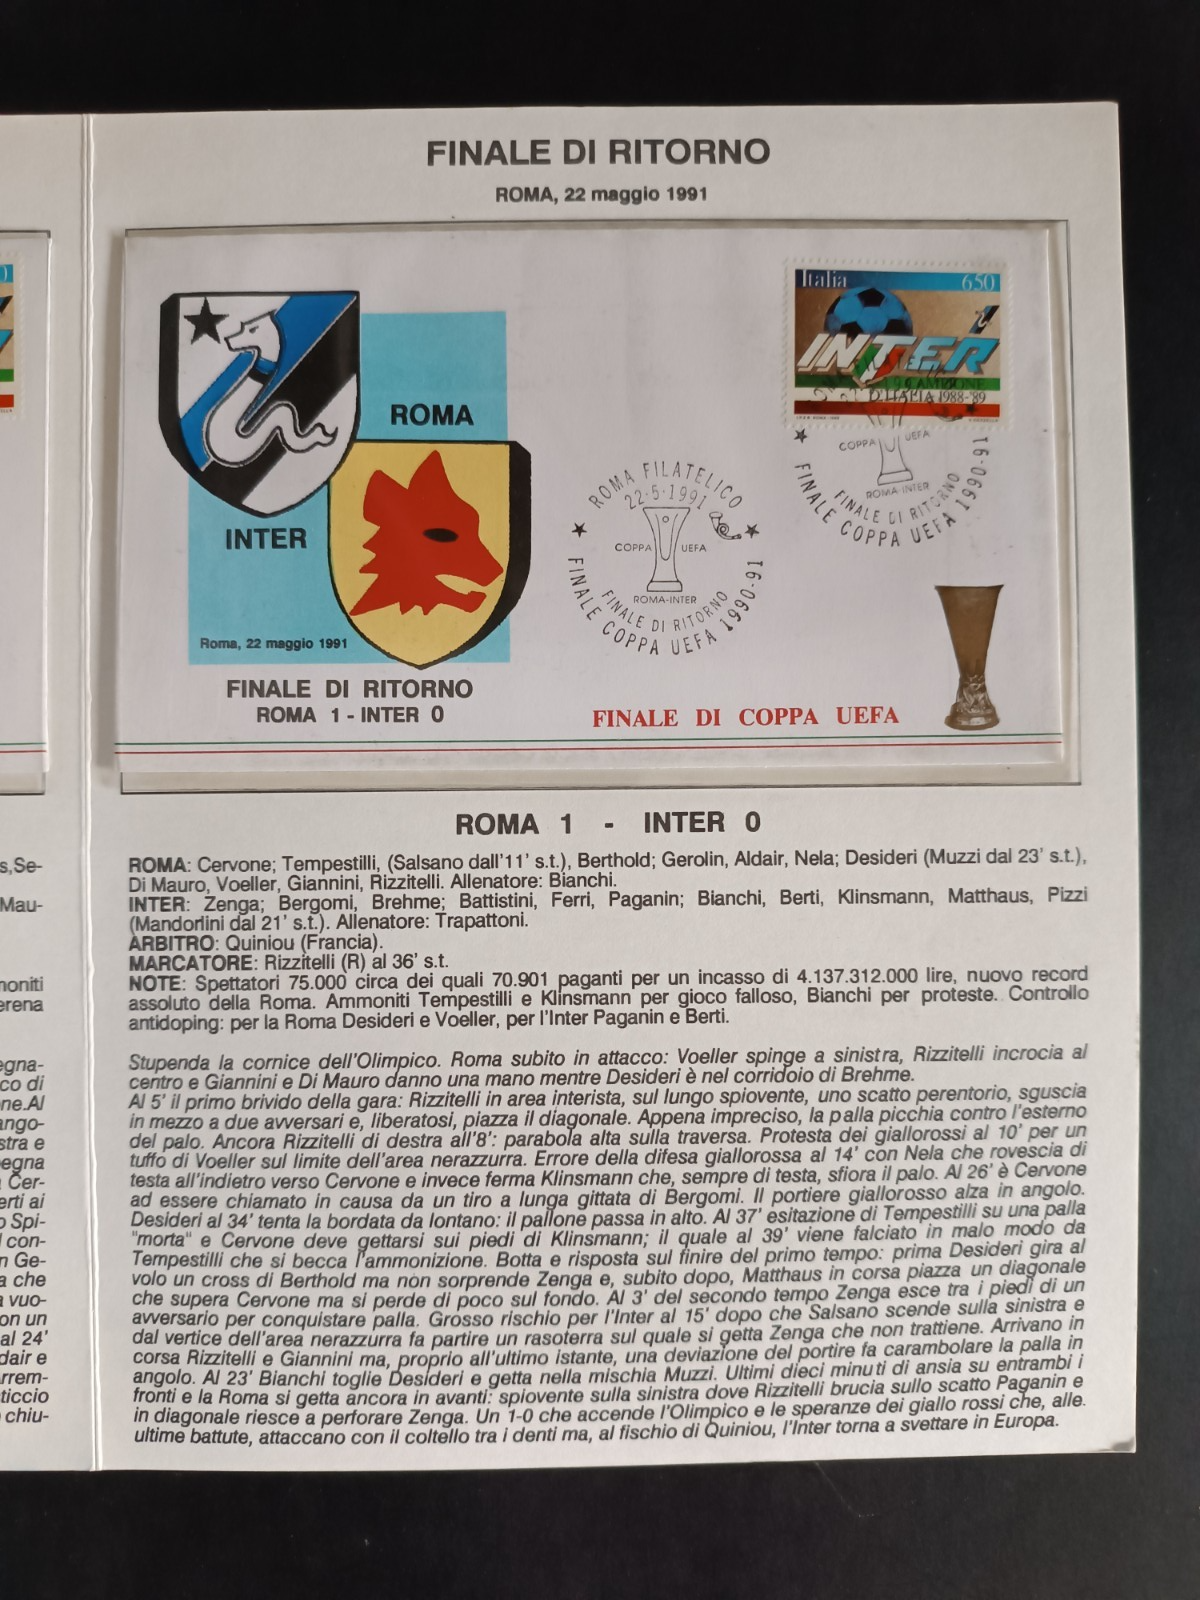 FINALE DI RITORNO
ROMA, 22 maggio 1991
Italia 650
INTER
CAMPIONE
D'ITALIA 1988-'89
ROMA
INTER
Roma, 22 maggio 1991
FINALE DI RITORNO
ROMA 1 - INTER 0
ROMA FILATELICO
22-5-1991
COPPA UEFA
ROMA-INTER
FINALE DI RITORNO
FINALE COPPA UEFA 1990-91
COPPA UEFA
ROMA-INTER
FINALE DI RITORNO
FINALE COPPA UEFA 1990-91
FINALE DI COPPA UEFA
ROMA 1 - INTER 0
ROMA: Cervone; Tempestilli, (Salsano dall'11' s.t.), Berthold; Gerolin, Aldair, Nela; Desideri (Muzzi dal 23' s.t.),
Di Mauro, Voeller, Giannini, Rizzitelli. Allenatore: Bianchi.
INTER: Zenga; Bergomi, Brehme; Battistini, Ferri, Paganin; Bianchi, Berti, Klinsmann, Matthaus, Pizzi
(Mandorlini dal 21' s.t.). Allenatore: Trapattoni.
ARBITRO: Quiniou (Francia).
MARCATORE: Rizzitelli (R) al 36' s.t.
NOTE: Spettatori 75.000 circa dei quali 70.901 paganti per un incasso di 4.137.312.000 lire, nuovo record
assoluto della Roma. Ammoniti Tempestilli e Klinsmann per gioco falloso, Bianchi per proteste. Controllo
antidoping: per la Roma Desideri e Voeller, per l'Inter Paganin e Berti.
Stupenda la cornice dell'Olimpico. Roma subito in attacco: Voeller spinge a sinistra, Rizzitelli incrocia al
centro e Giannini e Di Mauro danno una mano mentre Desideri è nel corridoio di Brehme.
Al 5' il primo brivido della gara: Rizzitelli in area interista, sul lungo spiovente, uno scatto perentorio, sguscia
in mezzo a due avversari e, liberatosi, piazza il diagonale. Appena impreciso, la palla picchia contro l'esterno
del palo. Ancora Rizzitelli di destra all'8': parabola alta sulla traversa. Protesta dei giallorossi al 10' per un
tuffo di Voeller sul limite dell'area nerazzurra. Errore della difesa giallorossa al 14' con Nela che rovescia di
testa all'indietro verso Cervone e invece ferma Klinsmann che, sempre di testa, sfiora il palo. Al 26' è Cervone
ad essere chiamato in causa da un tiro a lunga gittata di Bergomi. Il portiere giallorosso alza in angolo.
Desideri al 34' tenta la bordata da lontano: il pallone passa in alto. Al 37' esitazione di Tempestilli su una palla
"morta" e Cervone deve gettarsi sui piedi di Klinsmann; il quale al 39' viene falciato in malo modo da
Tempestilli che si becca l'ammonizione. Botta e risposta sul finire del primo tempo: prima Desideri gira al
volo un cross di Berthold ma non sorprende Zenga e, subito dopo, Matthaus in corsa piazza un diagonale
che supera Cervone ma si perde di poco sul fondo. Al 3' del secondo tempo Zenga esce tra i piedi di un
avversario per conquistare palla. Grosso rischio per l'Inter al 15' dopo che Salsano scende sulla sinistra e
dal vertice dell'area nerazzurra fa partire un rasoterra sul quale si getta Zenga che non trattiene. Arrivano in
corsa Rizzitelli e Giannini ma, proprio all'ultimo istante, una deviazione del portire fa carambolare la palla in
angolo. Al 23' Bianchi toglie Desideri e getta nella mischia Muzzi. Ultimi dieci minuti di ansia su entrambi i
fronti e la Roma si getta ancora in avanti: spiovente sulla sinistra dove Rizzitelli brucia sullo scatto Paganin e
in diagonale riesce a perforare Zenga. Un 1-0 che accende l'Olimpico e le speranze dei giallo rossi che, alle
ultime battute, attaccano con il coltello tra i denti ma, al fischio di Quiniou, l'Inter torna a svettare in Europa.